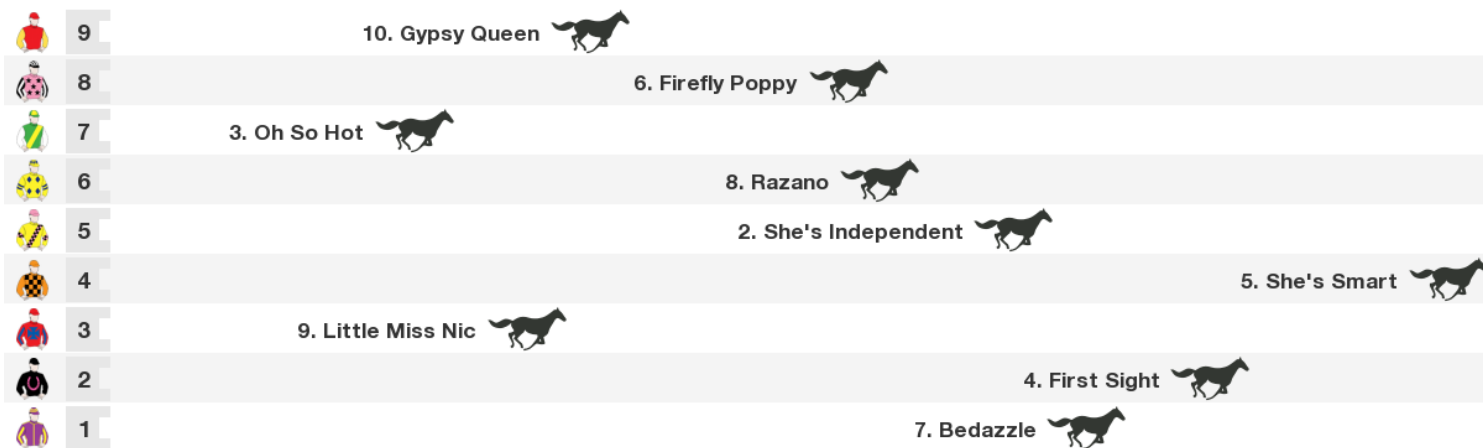 9 10. Gypsy Queen
8 6. Firefly Poppy
7 3. Oh So Hot
6 8. Razano
5 2. She's Independent
4 5. She's Smart
3 9. Little Miss Nic
2 4. First Sight
1 7. Bedazzle